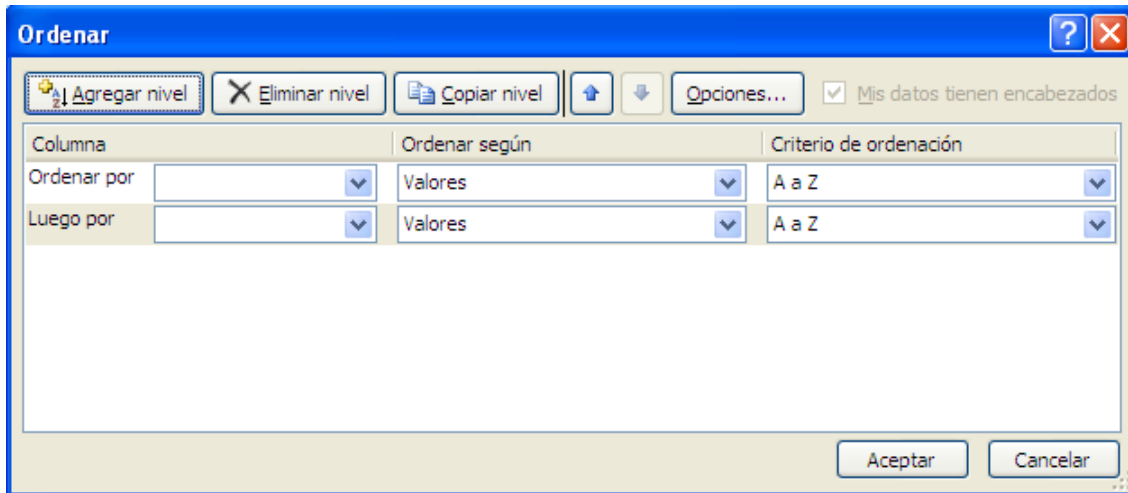 Ordenar
Agregar nivel Eliminar nivel Copiar nivel Opciones... Mis datos tienen encabezados
Columna Ordenar según Criterio de ordenación
Ordenar por Valores A a Z
Luego por Valores A a Z
Aceptar Cancelar